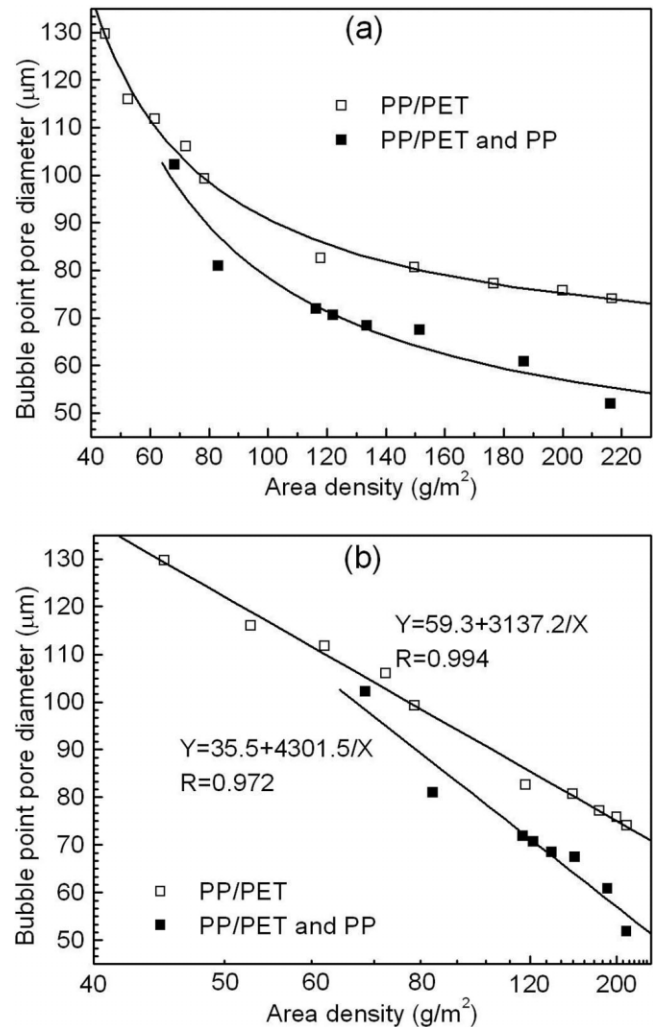 (a)
PP/PET
PP/PET and PP
Bubble point pore diameter (μm)
130
120
110
100
90
80
70
60
50
40 60 80 100 120 140 160 180 200 220
Area density (g/m²)
(b)
Y=59.3+3137.2/X
R=0.994
Y=35.5+4301.5/X
R=0.972
PP/PET
PP/PET and PP
Bubble point pore diameter (μm)
130
120
110
100
90
80
70
60
50
40 50 60 80 120 200
Area density (g/m²)